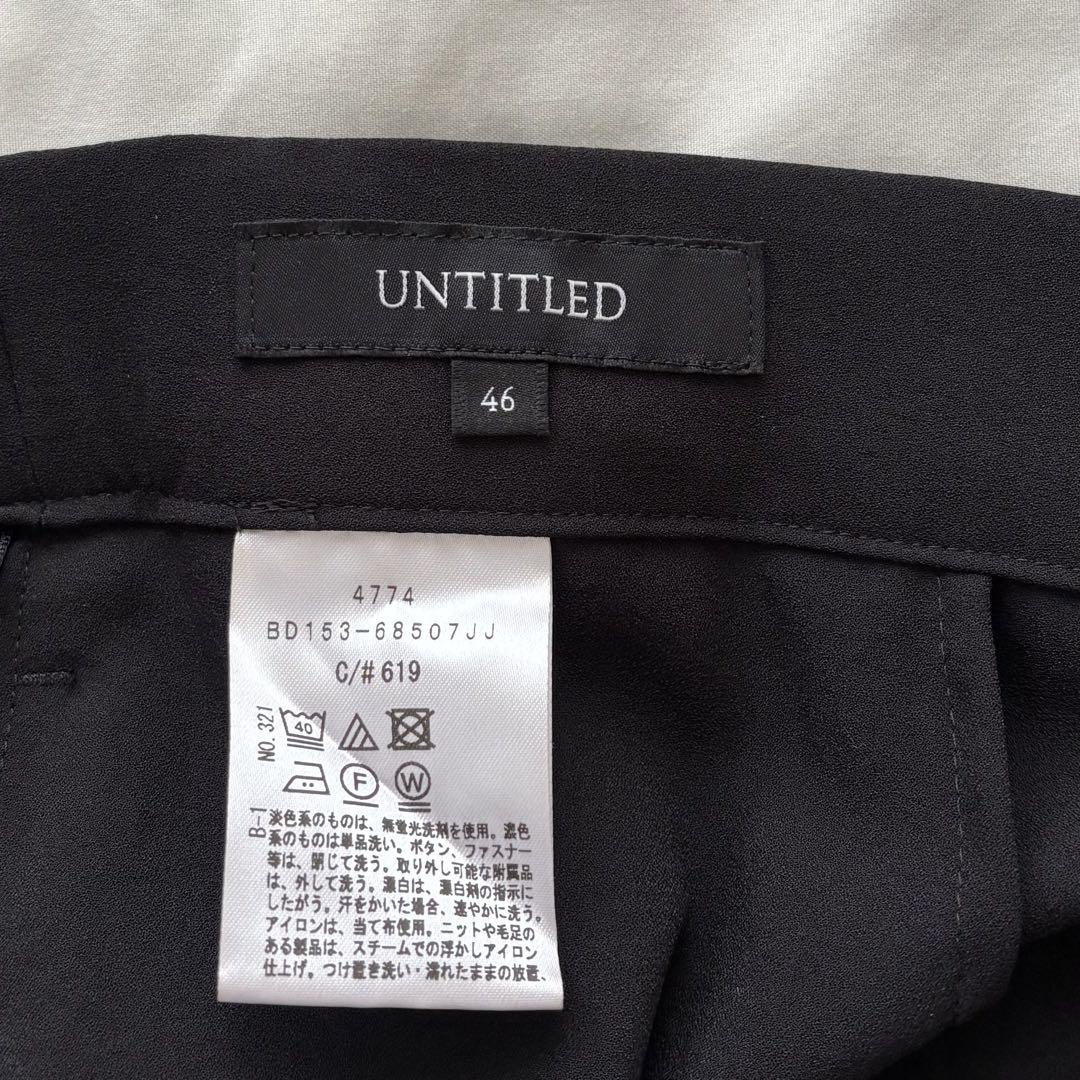 UNTITLED
46
4774
BD153-68507JJ
C/#619
NO.321
40
F
W
B-1
淡色系のものは、無蛍光洗剤を使用。濃色
系のものは単品洗い。ボタン、ファスナー
等は、閉じて洗う。取り外し可能な附属品
は、外して洗う。漂白は、漂白剤の指示に
したがう。汗をかいた場合、速やかに洗う。
アイロンは、当て布使用。ニットや毛足の
ある製品は、スチームでの浮かしアイロン
仕上げ。つけ置き洗い・濡れたままの放置、